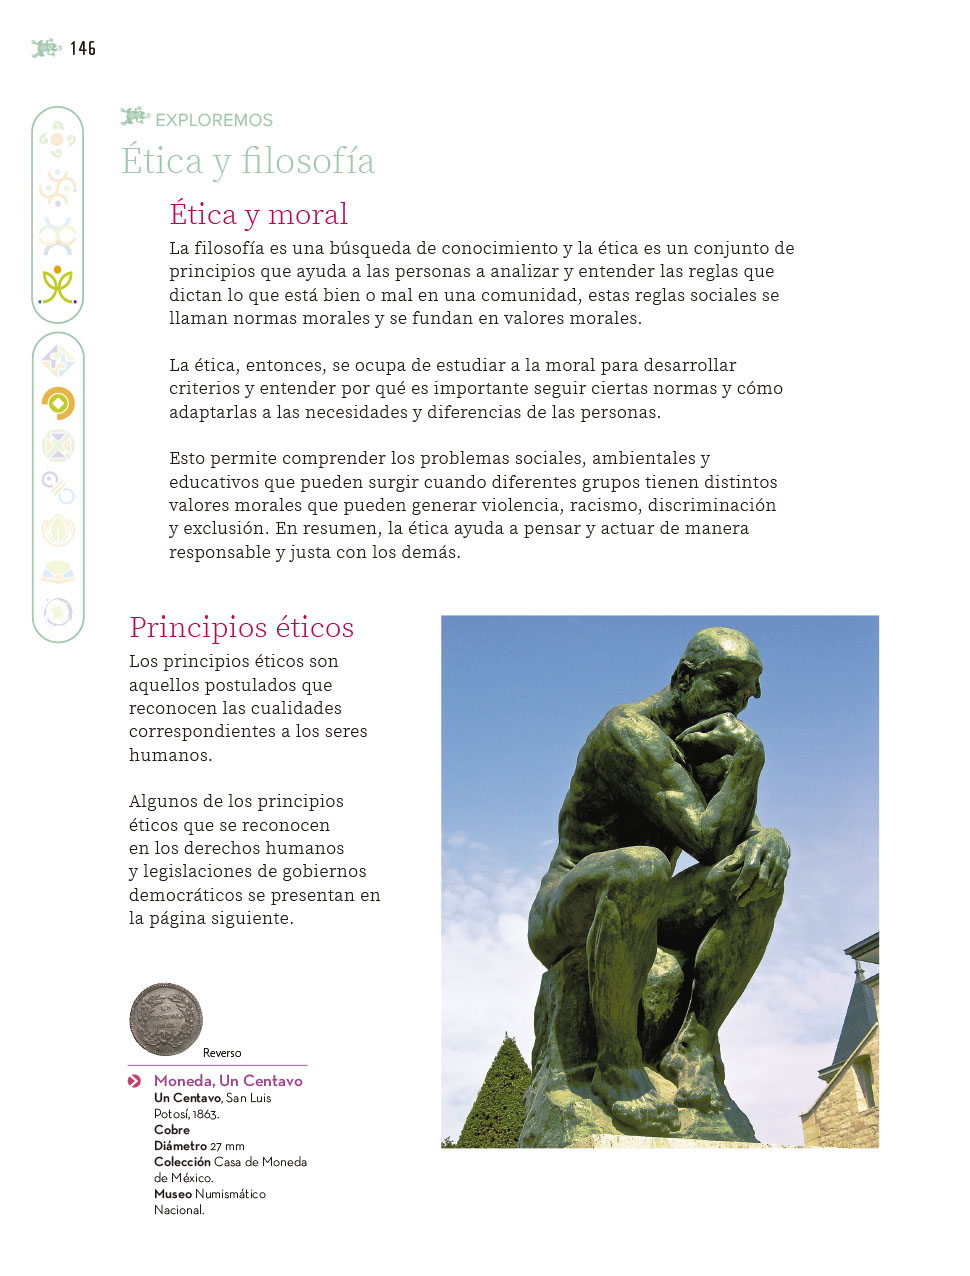 146
EXPLOREMOS
Ética y filosofía
Ética y moral
La filosofía es una búsqueda de conocimiento y la ética es un conjunto de
principios que ayuda a las personas a analizar y entender las reglas que
dictan lo que está bien o mal en una comunidad, estas reglas sociales se
llaman normas morales y se fundan en valores morales.
La ética, entonces, se ocupa de estudiar a la moral para desarrollar
criterios y entender por qué es importante seguir ciertas normas y cómo
adaptarlas a las necesidades y diferencias de las personas.
Esto permite comprender los problemas sociales, ambientales y
educativos que pueden surgir cuando diferentes grupos tienen distintos
valores morales que pueden generar violencia, racismo, discriminación
y exclusión. En resumen, la ética ayuda a pensar y actuar de manera
responsable y justa con los demás.
Principios éticos
Los principios éticos son
aquellos postulados que
reconocen las cualidades
correspondientes a los seres
humanos.
Algunos de los principios
éticos que se reconocen
en los derechos humanos
y legislaciones de gobiernos
democráticos se presentan en
la página siguiente.
Reverso
Moneda, Un Centavo
Un Centavo, San Luis
Potosí, 1863.
Cobre
Diámetro 27 mm
Colección Casa de Moneda
de México.
Museo Numismático
Nacional.